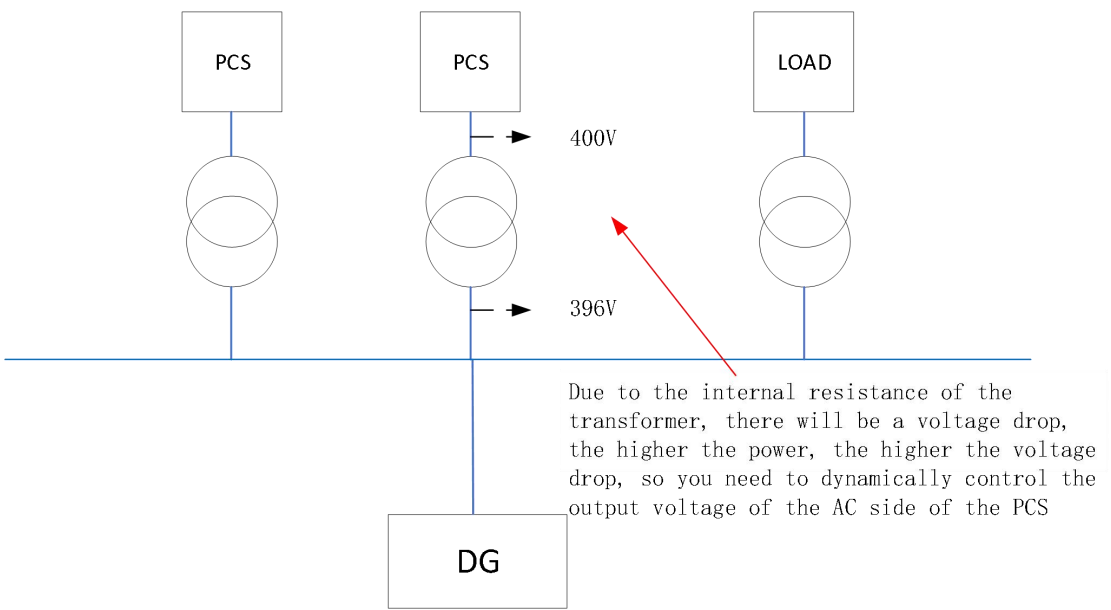 PCS
PCS
LOAD
400V
396V
Due to the internal resistance of the
transformer, there will be a voltage drop,
the higher the power, the higher the voltage
drop, so you need to dynamically control the
output voltage of the AC side of the PCS
DG